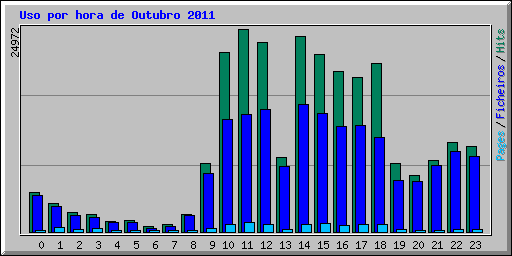 Uso por hora de Outubro 2011
24972
Pages / Ficheiros / Hits
0 1 2 3 4 5 6 7 8 9 10 11 12 13 14 15 16 17 18 19 20 21 22 23